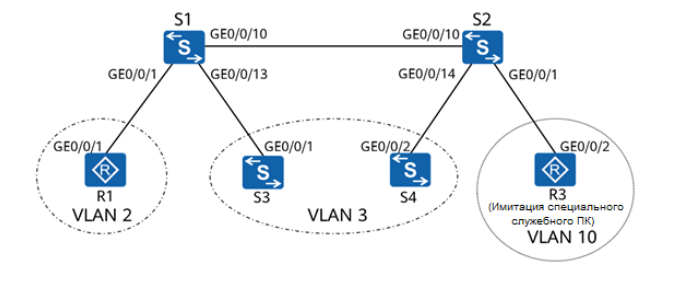 S1
S2
GE0/0/10
GE0/0/10
GE0/0/1
GE0/0/13
GE0/0/14
GE0/0/1
GE0/0/1
GE0/0/1
GE0/0/2
GE0/0/2
R
S
S
S
S
R
R1
S3
S4
R3
VLAN 2
VLAN 3
(Имитация специального
служебного ПК)
VLAN 10